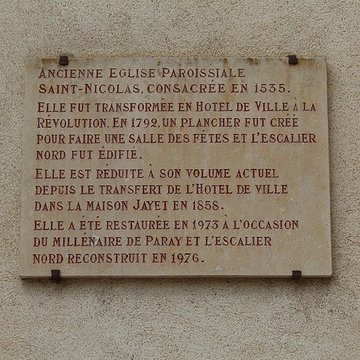 Ancienne Eglise Paroissiale
Saint-Nicolas, consacrée en 1535.
Elle fut transformée en Hotel de Ville à la
Révolution. En 1792, un plancher fut créé
pour faire une salle des fêtes et l'escalier
nord fut édifie.
Elle est réduite à son volume actuel
depuis le transfert de l'Hotel de ville
dans la maison Jayet en 1858.
Elle a été restaurée en 1973 à l'occasion
du millénaire de Paray et l'escalier
nord reconstruit en 1976.